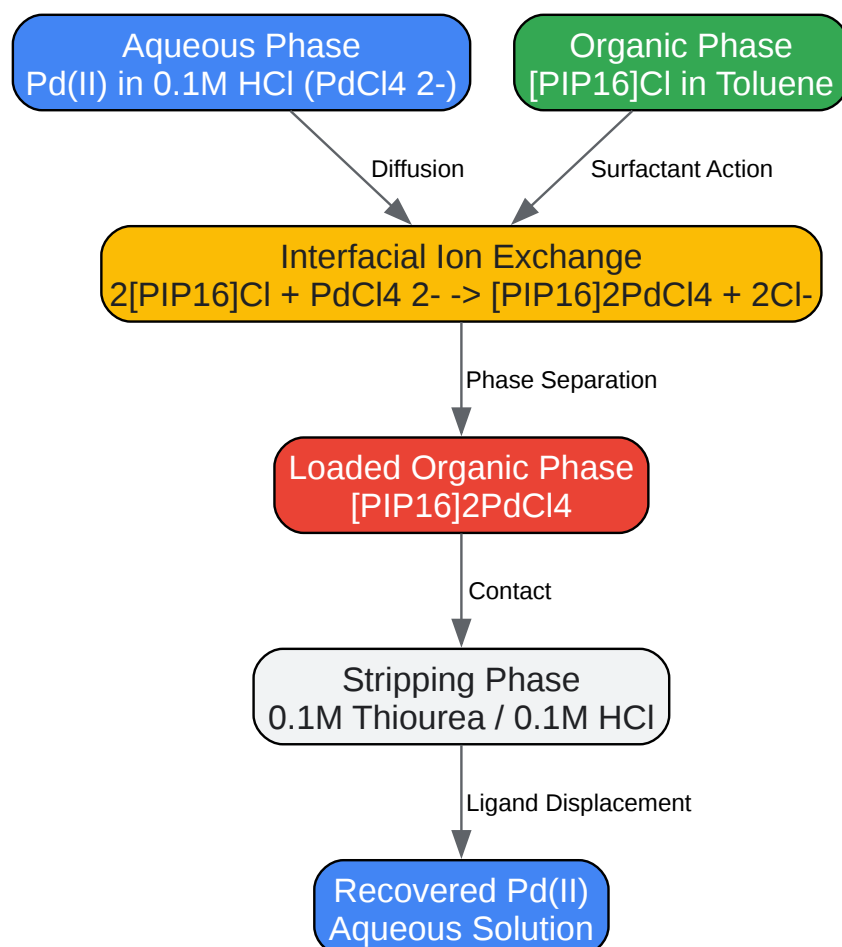 Aqueous Phase
Pd(II) in 0.1M HCl (PdCl4 2-)
Organic Phase
[PIP16]Cl in Toluene
Diffusion
Surfactant Action
Interfacial Ion Exchange
2[PIP16]Cl + PdCl4 2- -> [PIP16]2PdCl4 + 2Cl-
Phase Separation
Loaded Organic Phase
[PIP16]2PdCl4
Contact
Stripping Phase
0.1M Thiourea / 0.1M HCl
Ligand Displacement
Recovered Pd(II)
Aqueous Solution